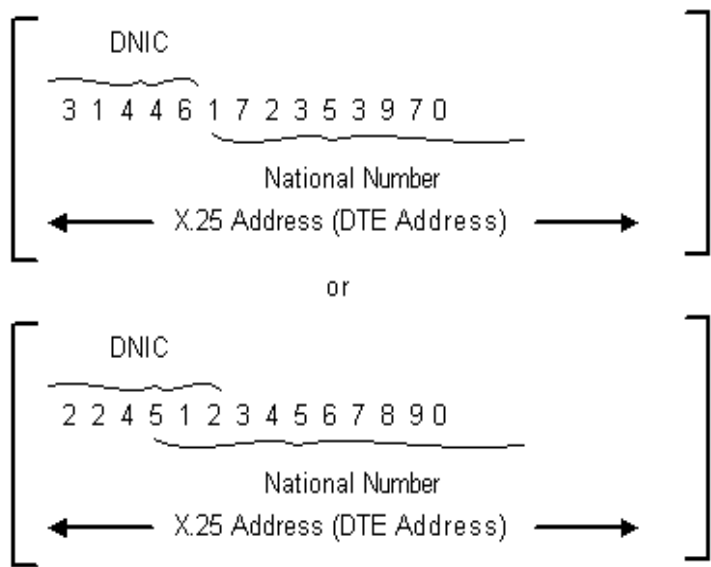 DNIC
3 1 4 4 6 1 7 2 3 5 3 9 7 0
National Number
X.25 Address (DTE Address)
or
DNIC
2 2 4 5 1 2 3 4 5 6 7 8 9 0
National Number
X.25 Address (DTE Address)